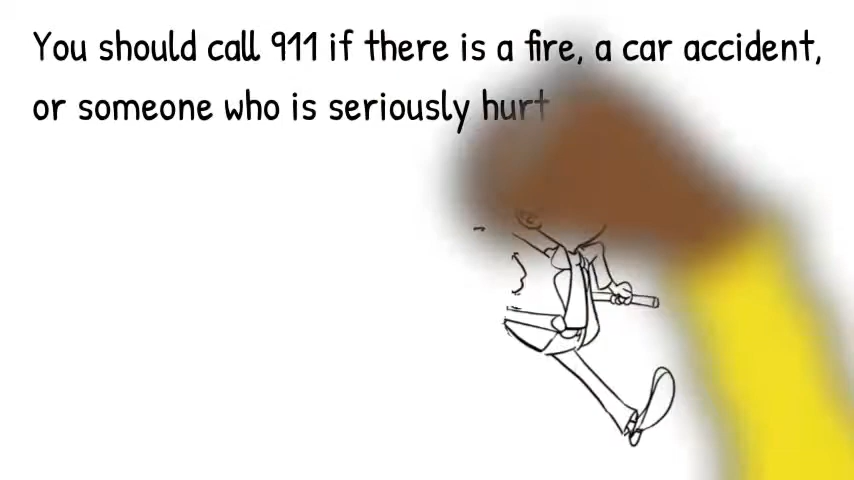 You should call 911 if there is a fire, a car accident,
or someone who is seriously hurt